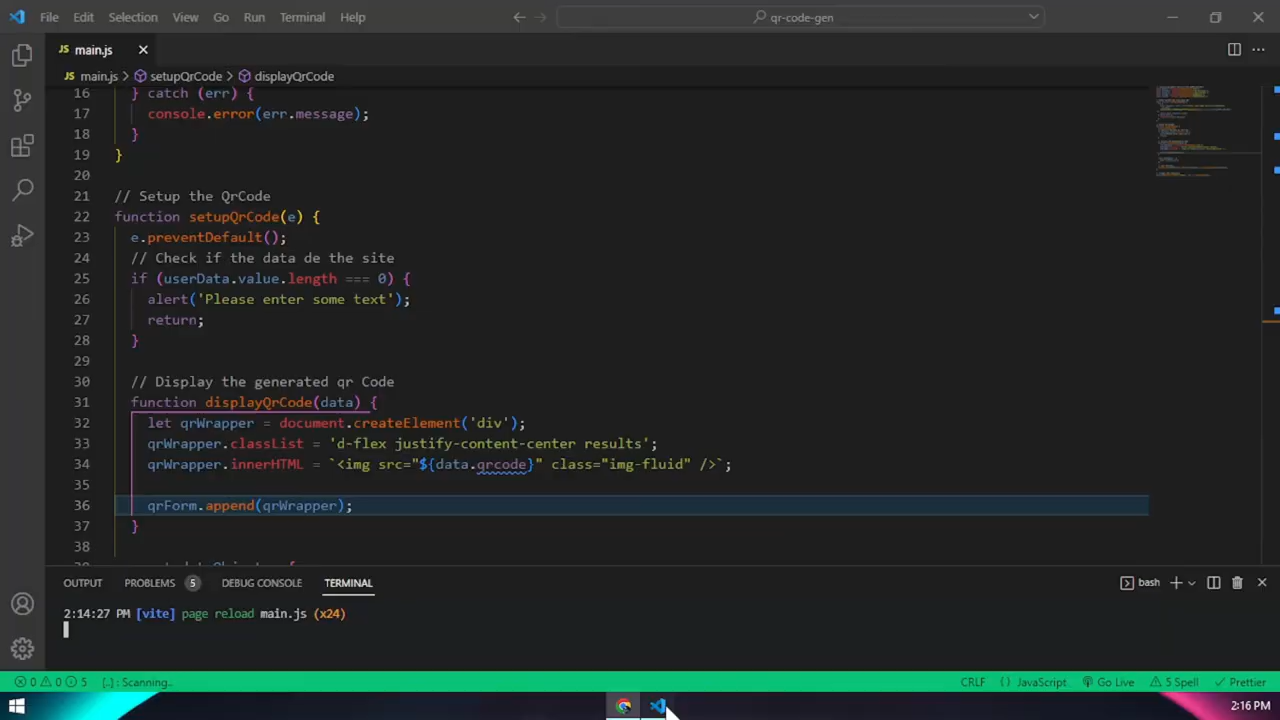 File Edit Selection View Go Run Terminal Help qr-code-gen
JS main.js
JS main.js > setupQrCode > displayQrCode
16 } catch (err) {
17 console.error(err.message);
18 }
19 }
20
21 // Setup the QrCode
22 function setupQrCode(e) {
23 e.preventDefault();
24 // Check if the data de the site
25 if (userData.value.length === 0) {
26 alert('Please enter some text');
27 return;
28 }
29
30 // Display the generated qr Code
31 function displayQrCode(data) {
32 let qrWrapper = document.createElement('div');
33 qrWrapper.classList = 'd-flex justify-content-center results';
34 qrWrapper.innerHTML = `<img src="${data.qrcode}" class="img-fluid" />`;
35
36 qrForm.append(qrWrapper);
37 }
38
OUTPUT PROBLEMS 5 DEBUG CONSOLE TERMINAL bash
2:14:27 PM [vite] page reload main.js (x24)
0 0 5 [..]: Scanning.. CRLF {} JavaScript Go Live 5 Spell Prettier
2:16 PM